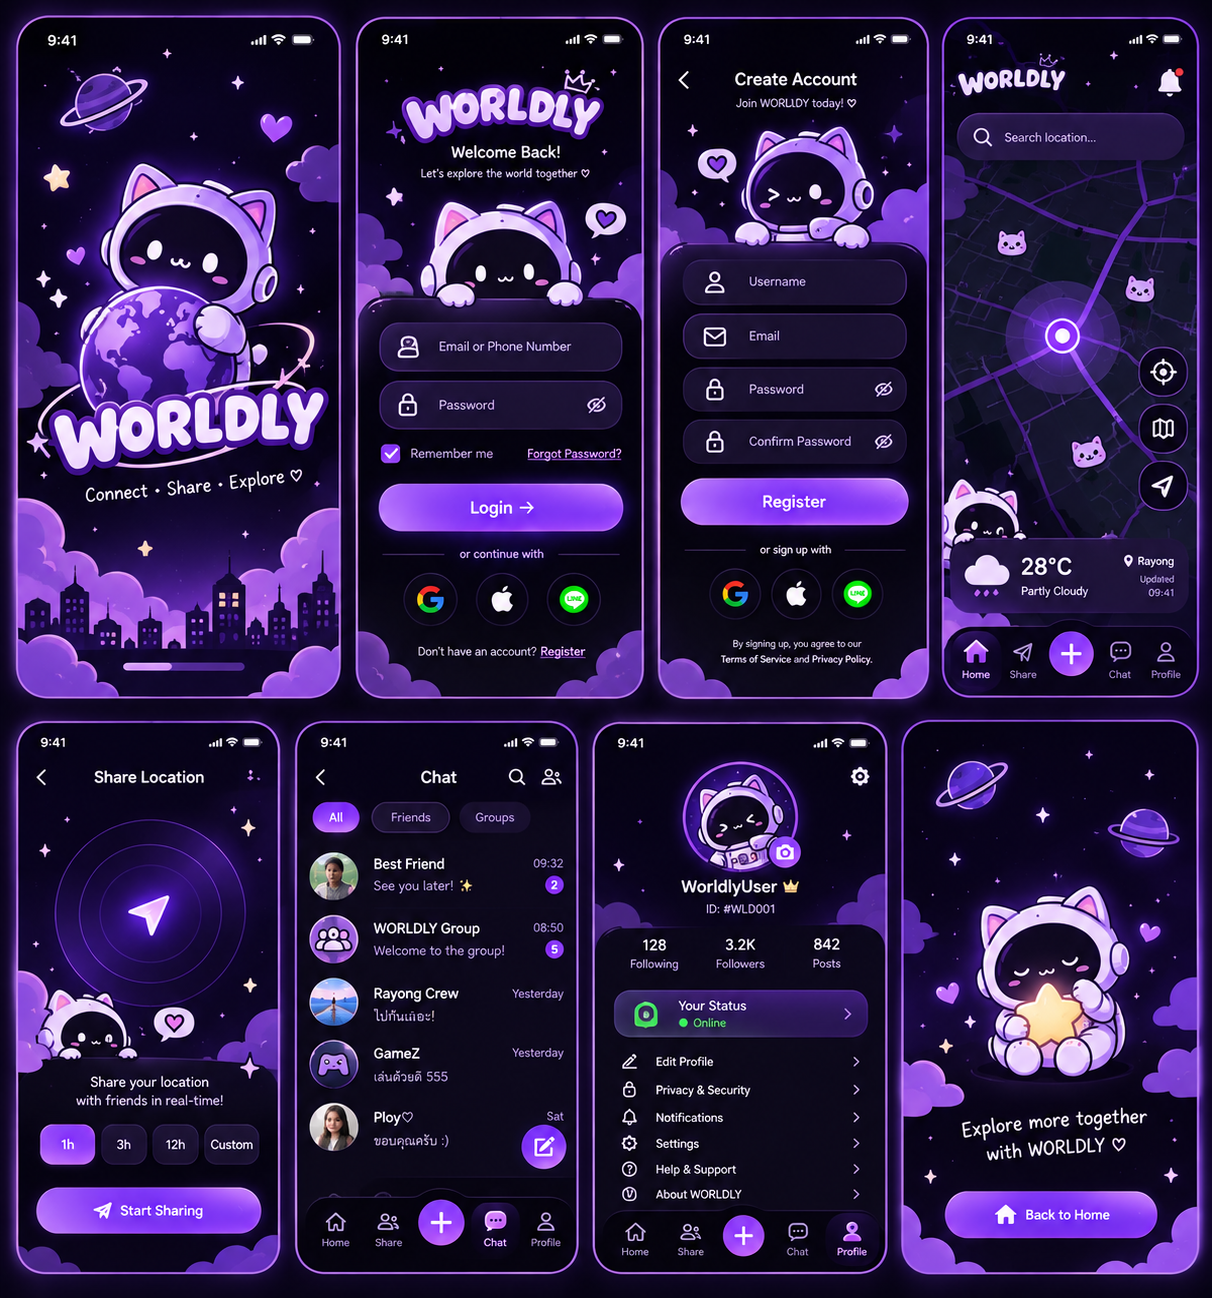 9:41
WORLDLY
Connect • Share • Explore ♡
9:41
WORLDLY
Welcome Back!
Let's explore the world together ♡
Email or Phone Number
Password
Remember me
Forgot Password?
Login →
or continue with
G
LINE
Don't have an account? Register
9:41
Create Account
Join WORLDLY today! ♡
Username
Email
Password
Confirm Password
Register
or sign up with
G
LINE
By signing up, you agree to our
Terms of Service and Privacy Policy.
9:41
WORLDLY
Search location...
28°C
Partly Cloudy
Rayong
Updated
09:41
Home
Share
Chat
Profile
9:41
Share Location
Share your location
with friends in real-time!
1h
3h
12h
Custom
Start Sharing
9:41
Chat
All
Friends
Groups
Best Friend
09:32
See you later! ✨
2
WORLDLY Group
08:50
Welcome to the group!
5
Rayong Crew
Yesterday
GameZ
Yesterday
เล่นด้วยดิ 555
Ploy♡
Sat
ขอบคุณครับ :)
Home
Share
Chat
Profile
9:41
WorldlyUser 👑
ID: #WLD001
128
Following
3.2K
Followers
842
Posts
Your Status
Online
Edit Profile
Privacy & Security
Notifications
Settings
Help & Support
About WORLDLY
Home
Share
Chat
Profile
Explore more together
with WORLDLY ♡
Back to Home